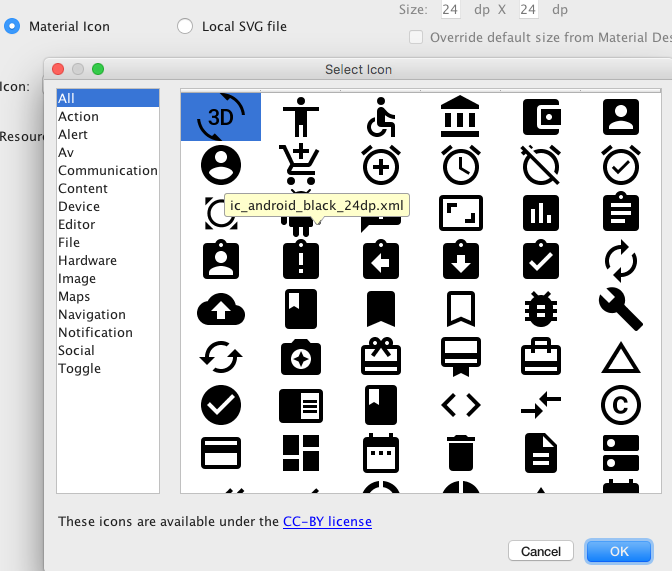 Size: 24 dp X 24 dp
Material Icon
Local SVG file
Override default size from Material Des
Icon:
Select Icon
Resourc
All
Action
Alert
Av
Communication
Content
Device
Editor
File
Hardware
Image
Maps
Navigation
Notification
Social
Toggle
3D
ic_android_black_24dp.xml
C
These icons are available under the CC-BY license
Cancel
OK